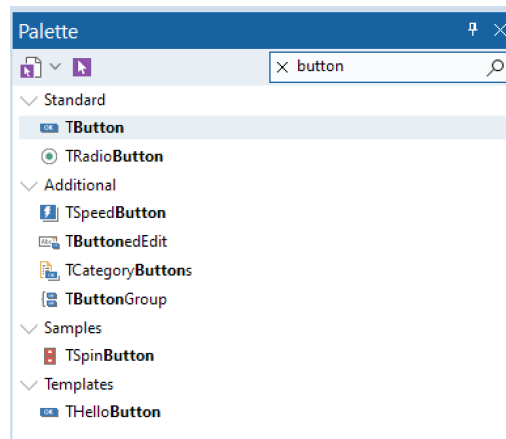 Palette
button
Standard
TButton
TRadioButton
Additional
TSpeedButton
TButtonedEdit
TCategoryButtons
TButtonGroup
Samples
TSpinButton
Templates
THelloButton